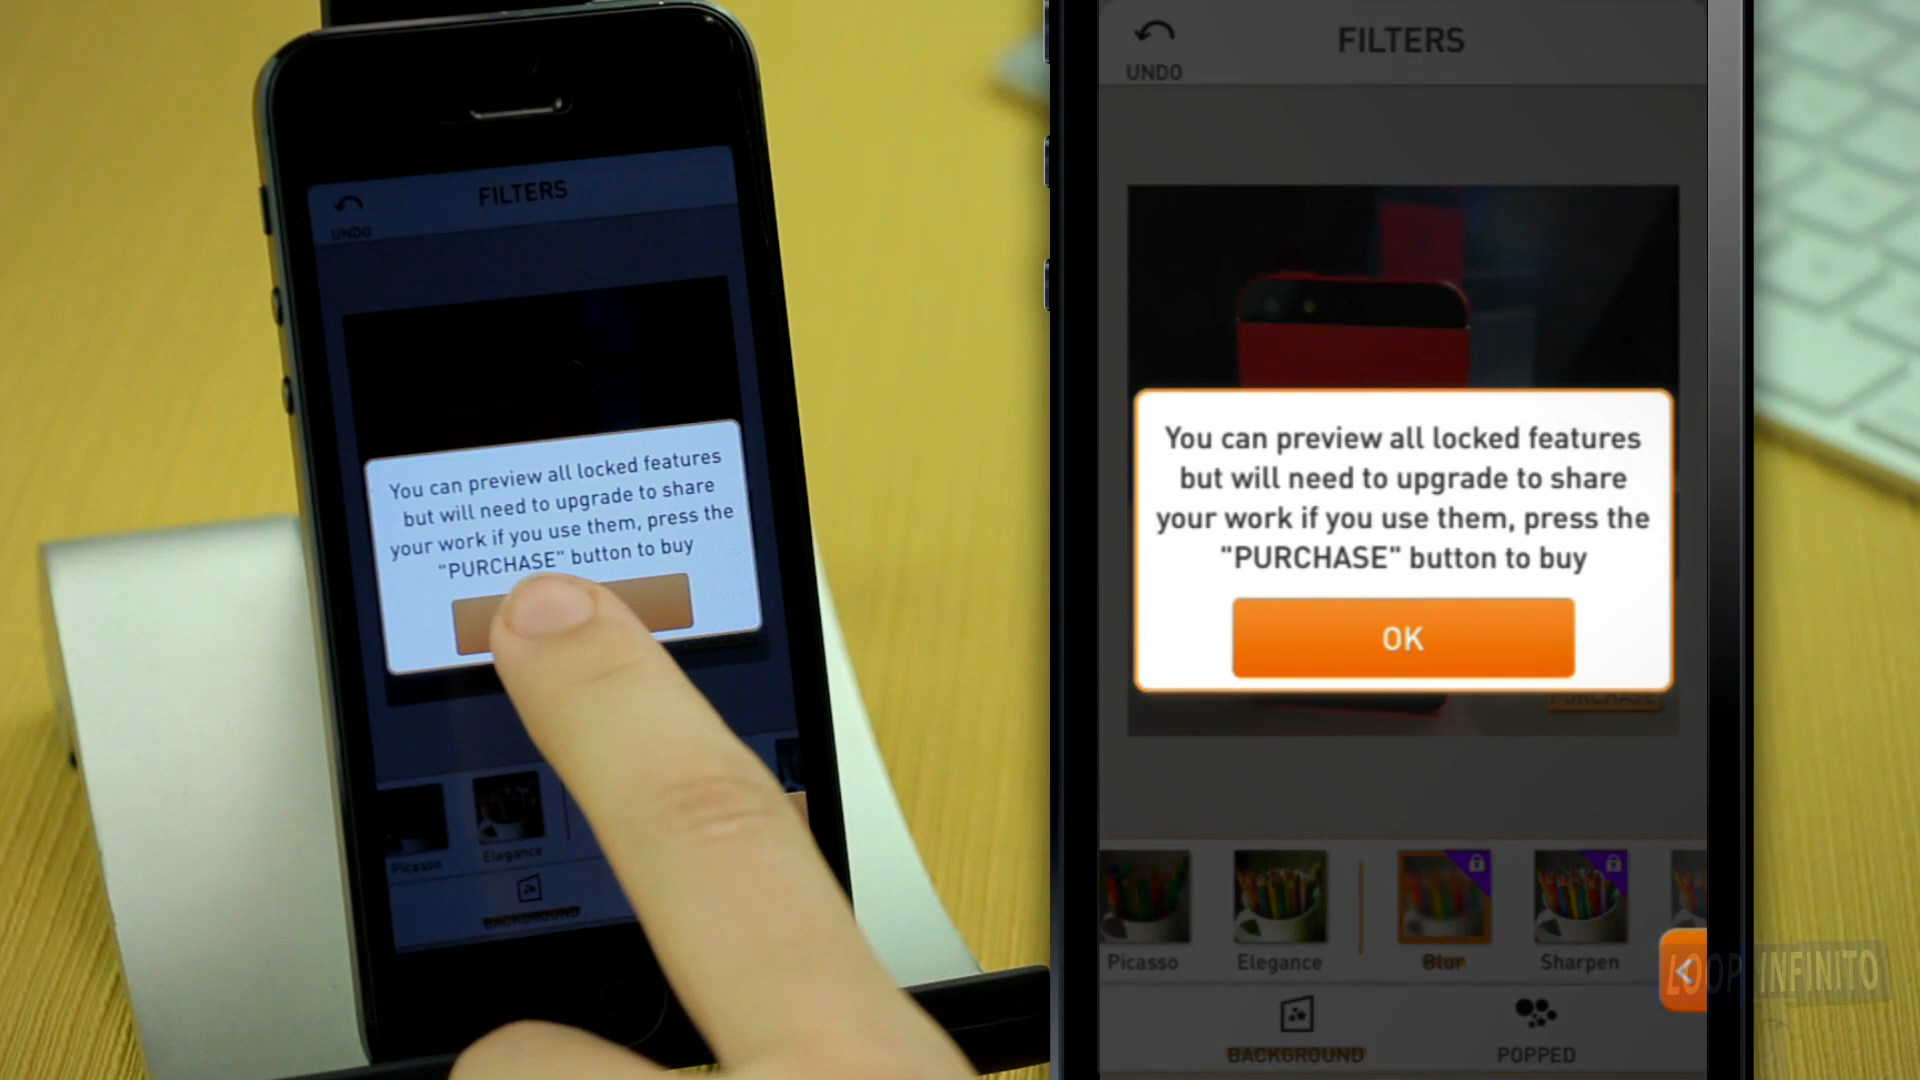 FILTERS
UNDO
You can preview all locked features
but will need to upgrade to share
your work if you use them, press the
"PURCHASE" button to buy
Picasso
Elegance
BACKGROUND
FILTERS
UNDO
You can preview all locked features
but will need to upgrade to share
your work if you use them, press the
"PURCHASE" button to buy
OK
PURCHASE
Picasso
Elegance
Blur
Sharpen
BACKGROUND
POPPED
LOOP INFINITO